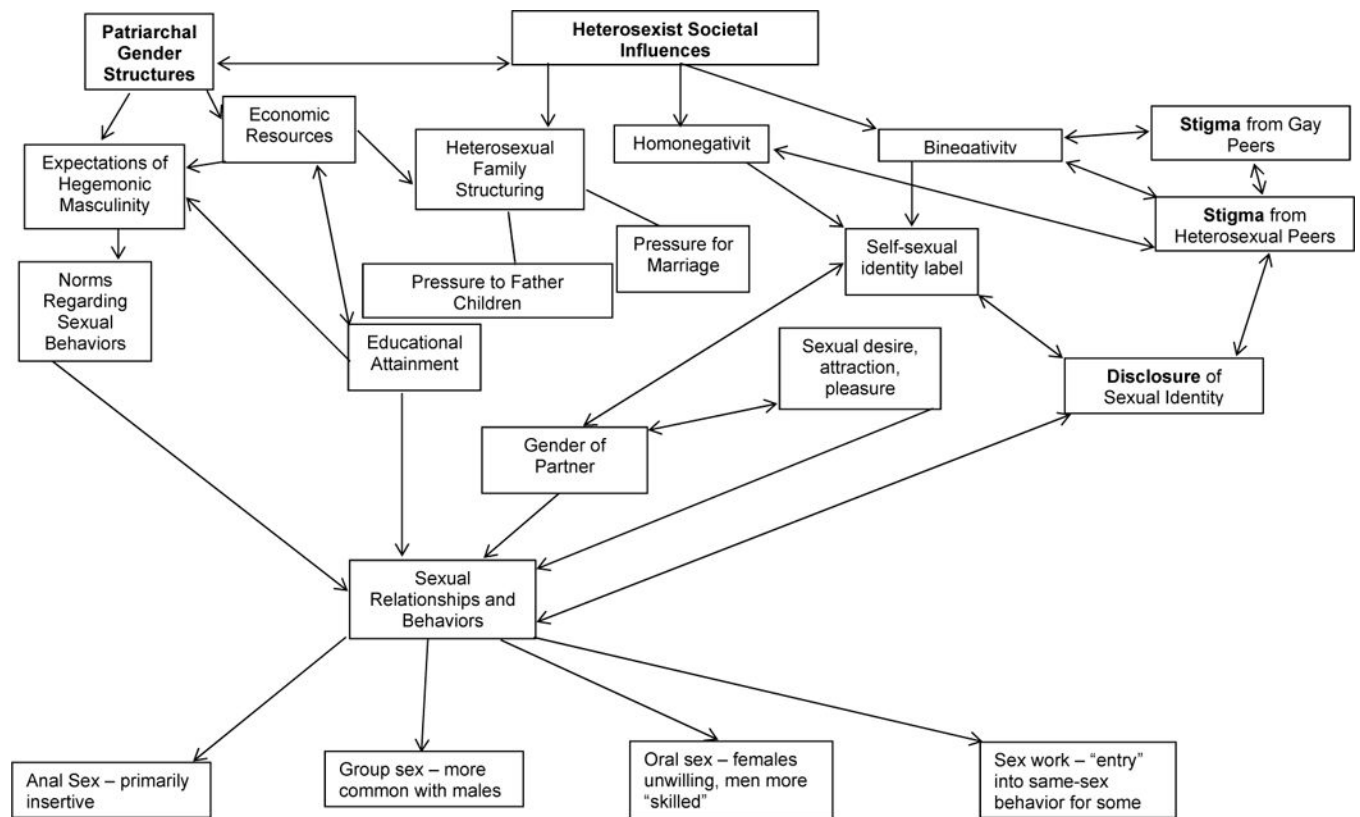 Patriarchal
Gender
Structures
Heterosexist Societal
Influences
Economic
Resources
Expectations of
Hegemonic
Masculinity
Heterosexual
Family
Structuring
Homonegativit
Binegativity
Stigma from Gay
Peers
Stigma from
Heterosexual Peers
Norms
Regarding
Sexual
Behaviors
Pressure to Father
Children
Pressure for
Marriage
Self-sexual
identity label
Educational
Attainment
Sexual desire,
attraction,
pleasure
Disclosure of
Sexual Identity
Gender of
Partner
Sexual
Relationships and
Behaviors
Anal Sex – primarily
insertive
Group sex – more
common with males
Oral sex – females
unwilling, men more
“skilled”
Sex work – “entry”
into same-sex
behavior for some